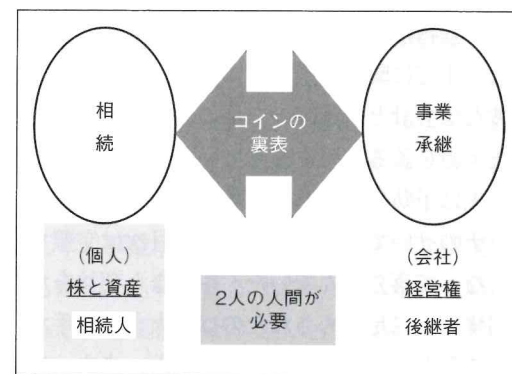 相
続
コインの
裏表
事業
承継
(個人)
株と資産
相続人
2人の人間が
必要
(会社)
経営権
後継者